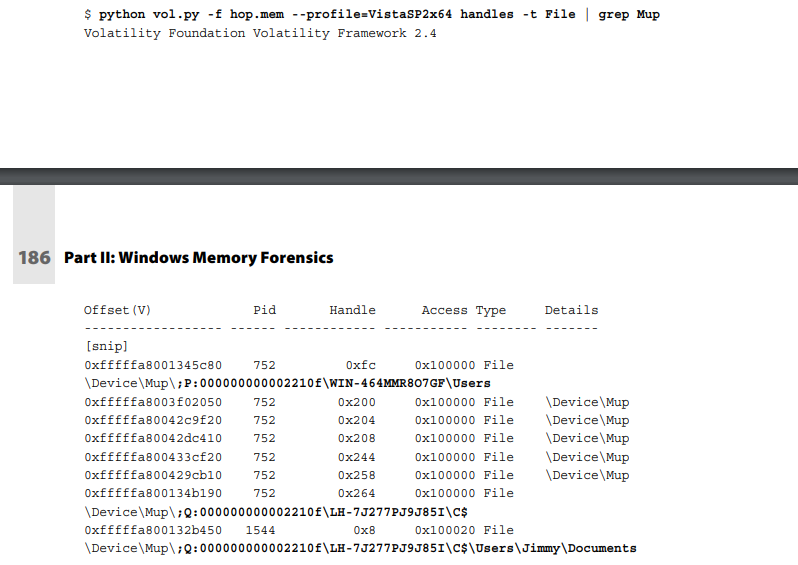 $ python vol.py -f hop.mem --profile=VistaSP2x64 handles -t File | grep Mup
Volatility Foundation Volatility Framework 2.4
186 Part II: Windows Memory Forensics
Offset(V) Pid Handle Access Type Details
------------------ ------ ------------ ----------- -------- -------
[snip]
0xfffffa8001345c80 752 0xfc 0x100000 File
\Device\Mup\;P:000000000002210f\WIN-464MMR8O7GF\Users
0xfffffa8003f02050 752 0x200 0x100000 File \Device\Mup
0xfffffa80042c9f20 752 0x204 0x100000 File \Device\Mup
0xfffffa80042dc410 752 0x208 0x100000 File \Device\Mup
0xfffffa800433cf20 752 0x244 0x100000 File \Device\Mup
0xfffffa800429cb10 752 0x258 0x100000 File \Device\Mup
0xfffffa800134b190 752 0x264 0x100000 File
\Device\Mup\;Q:000000000002210f\LH-7J277PJ9J85I\C$
0xfffffa800132b450 1544 0x8 0x100020 File
\Device\Mup\;Q:000000000002210f\LH-7J277PJ9J85I\C$\Users\Jimmy\Documents